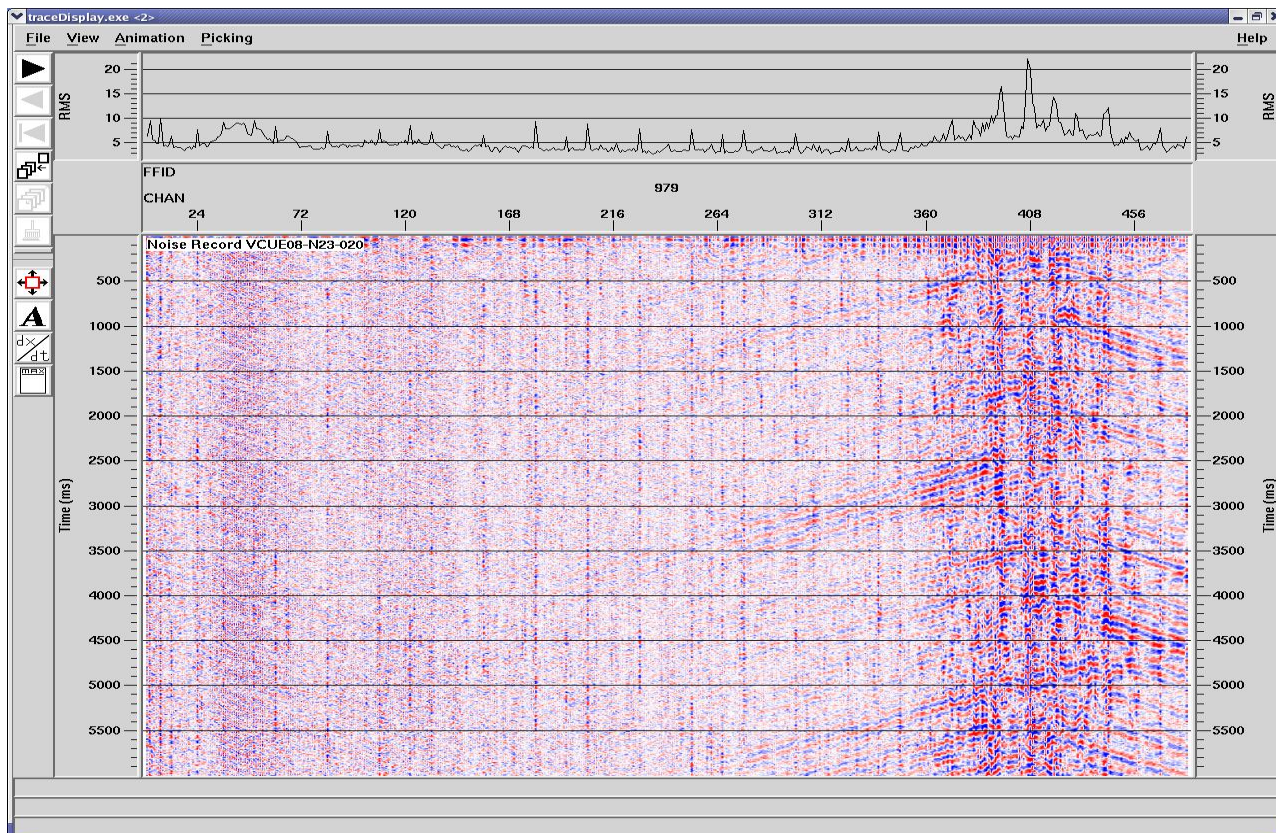 traceDisplay.exe <2>
File View Animation Picking Help
20 20
15 15
10 10
5 5
RMS RMS
FFID
979
CHAN
24 72 120 168 216 264 312 360 408 456
Noise Record VCUE08-N23-020
500 500
A
1000 1000
dx/dt
max
1500 1500
2000 2000
2500 2500
3000 3000
Time (ms) Time (ms)
3500 3500
4000 4000
4500 4500
5000 5000
5500 5500